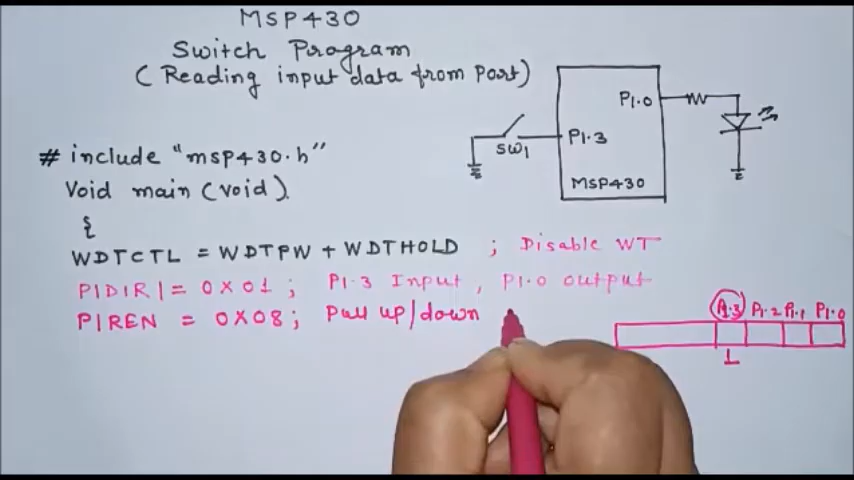 MSP430
Switch Program
( Reading input data from port)
P1.0
SW1
P1.3
MSP430
# include "msp430.h"
Void main (void)
{
WDTCTL = WDTPW + WDTHOLD ; Disable WT
P1DIR |= 0X01 ; P1.3 Input , P1.0 output
P1REN = 0X08 ; Pull up/down
P1.3 P1.2 P1.1 P1.0
1